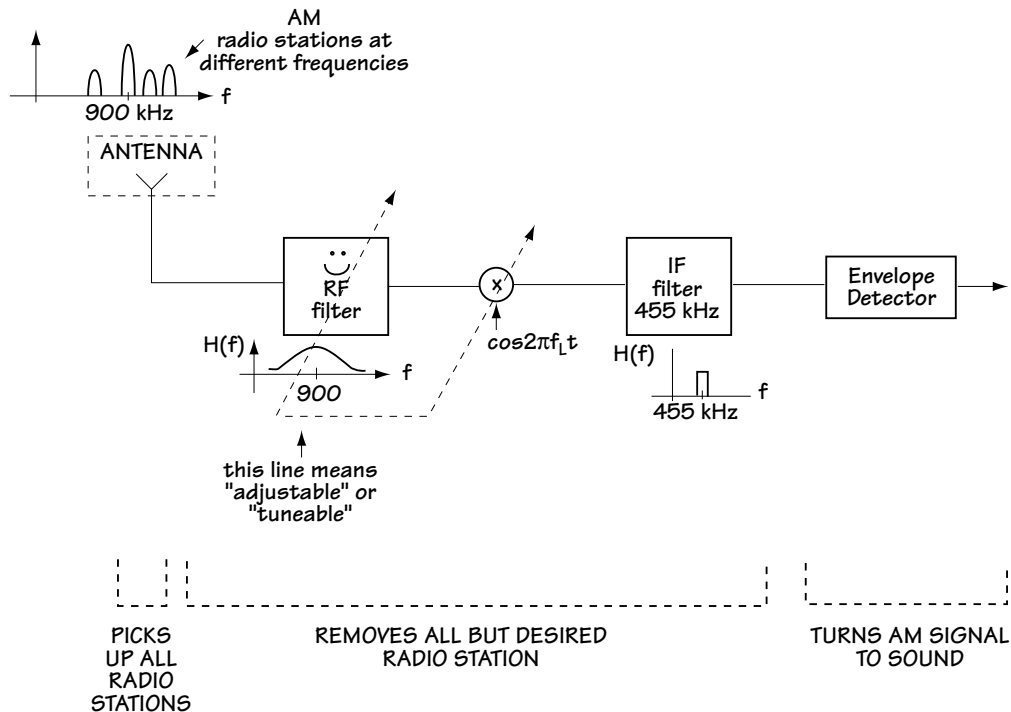 AM
radio stations at
different frequencies
f
900 kHz
ANTENNA
RF
filter
x
cos2πf_Lt
IF
filter
455 kHz
Envelope
Detector
H(f)
f
900
H(f)
f
455 kHz
this line means
"adjustable" or
"tuneable"
PICKS
UP ALL
RADIO
STATIONS
REMOVES ALL BUT DESIRED
RADIO STATION
TURNS AM SIGNAL
TO SOUND